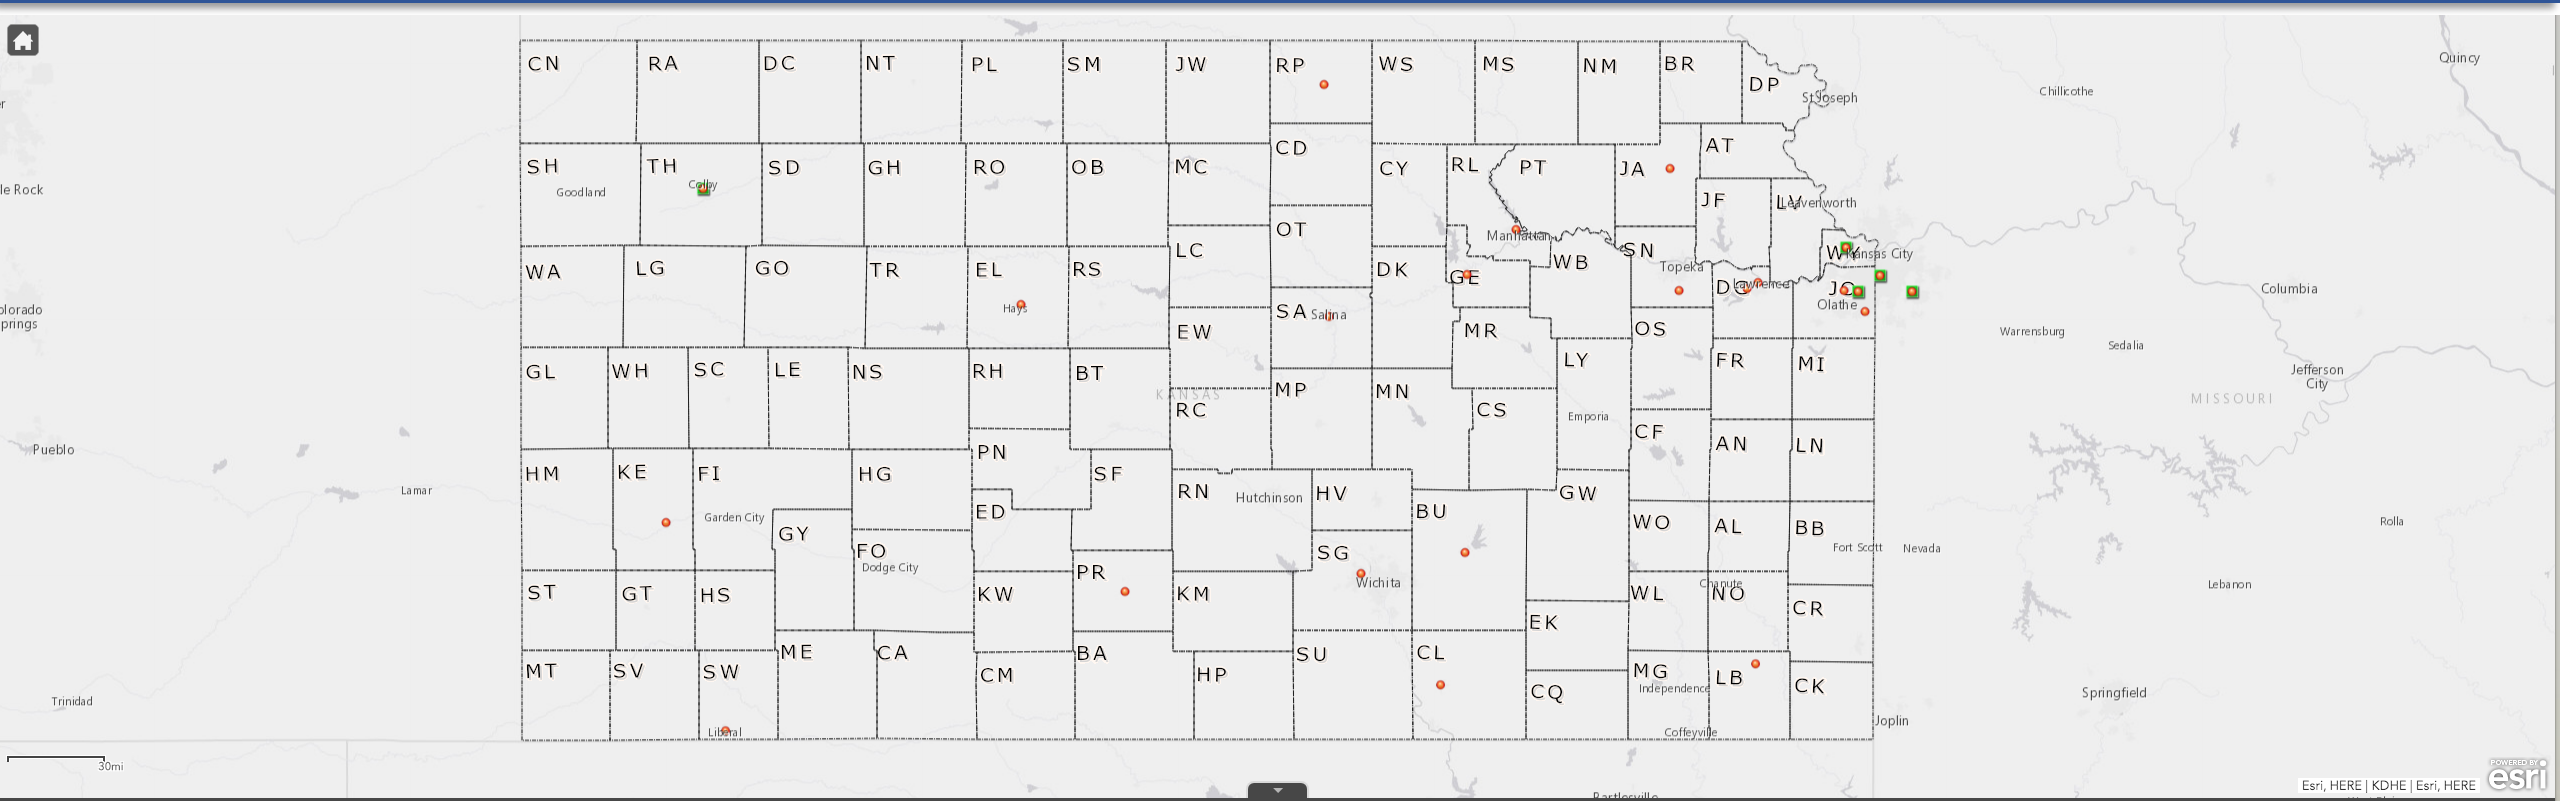 CN
RA
DC
NT
PL
SM
JW
RP
WS
MS
NM
BR
DP
Quincy
St Joseph
Chillicothe
SH
Goodland
TH
Colby
SD
GH
RO
OB
MC
CD
CY
RL
PT
JA
AT
le Rock
JF
LV
Leavenworth
WA
LG
GO
TR
EL
Hays
RS
LC
OT
DK
GE
Manhattan
WB
SN
Topeka
DG
Lawrence
WY
Kansas City
JO
Olathe
Columbia
olorado
prings
EW
SA
Salina
MR
OS
Warrensburg
Sedalia
GL
WH
SC
LE
NS
RH
BT
KANSAS
RC
MP
MN
CS
LY
Emporia
FR
MI
Jefferson
City
MISSOURI
Pueblo
Lamar
HM
KE
FI
Garden City
HG
PN
SF
ED
RN
Hutchinson
HV
BU
GW
CF
AN
LN
GY
FO
Dodge City
SG
Wichita
WO
AL
BB
Fort Scott
Nevada
Rolla
Lebanon
ST
GT
HS
KW
PR
KM
EK
WL
Chanute
NO
CR
MT
SV
SW
Liberal
ME
CA
CM
BA
HP
SU
CL
CQ
MG
Independence
LB
CK
Coffeyville
Trinidad
Springfield
Joplin
30mi
Bartlesville
POWERED BY
esri
Esri, HERE | KDHE | Esri, HERE